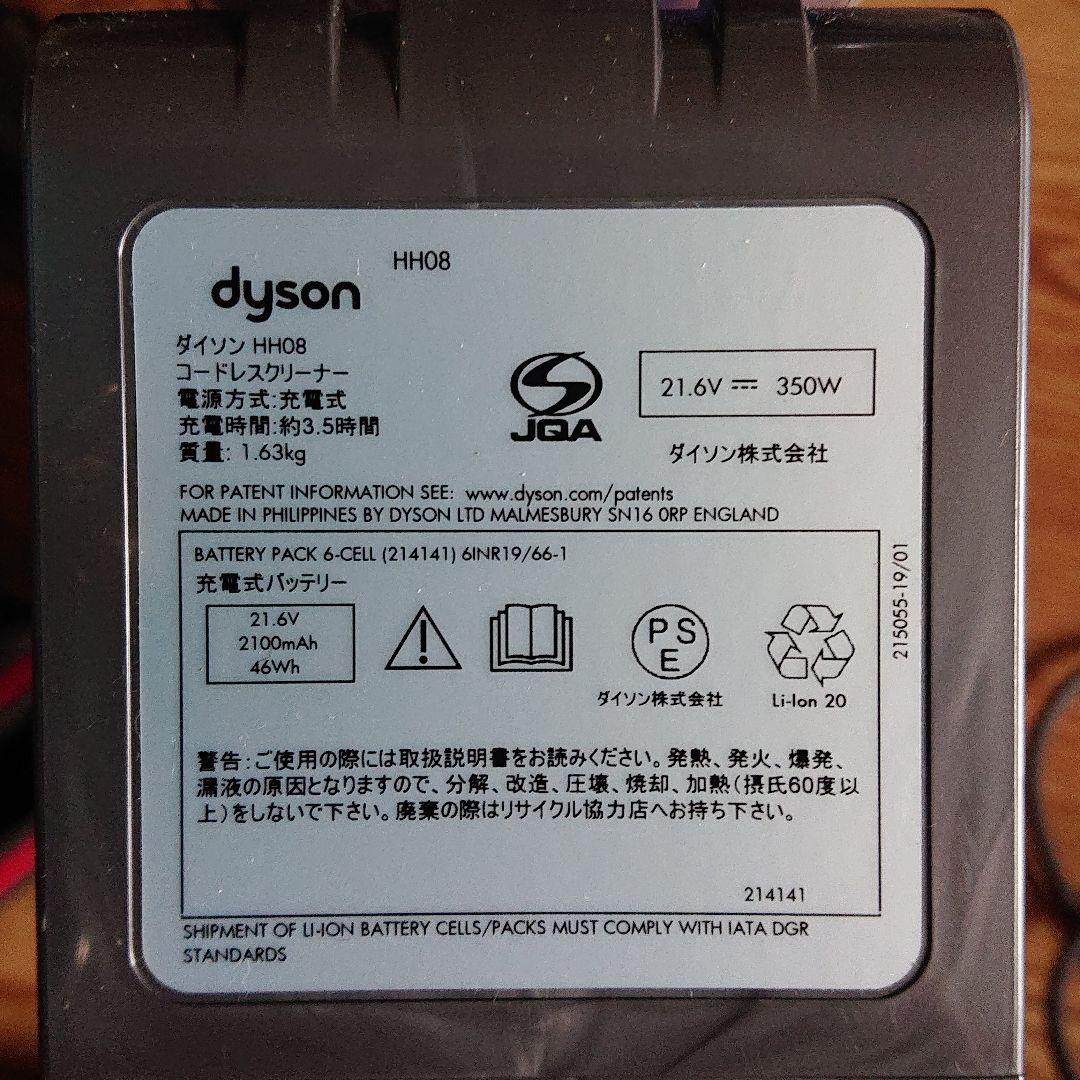 HH08
dyson
ダイソン HH08
コードレスクリーナー
電源方式:充電式
充電時間:約3.5時間
質量: 1.63kg
JQA
21.6V ⎓ 350W
ダイソン株式会社
FOR PATENT INFORMATION SEE: www.dyson.com/patents
MADE IN PHILIPPINES BY DYSON LTD MALMESBURY SN16 0RP ENGLAND
BATTERY PACK 6-CELL (214141) 6INR19/66-1
充電式バッテリー
21.6V
2100mAh
46Wh
PS
E
ダイソン株式会社
Li-Ion 20
215055-19/01
警告:ご使用の際には取扱説明書をお読みください。発熱、発火、爆発、
漏液の原因となりますので、分解、改造、圧壊、焼却、加熱(摂氏60度以
上)をしないで下さい。廃棄の際はリサイクル協力店へお持ち下さい。
214141
SHIPMENT OF LI-ION BATTERY CELLS/PACKS MUST COMPLY WITH IATA DGR
STANDARDS